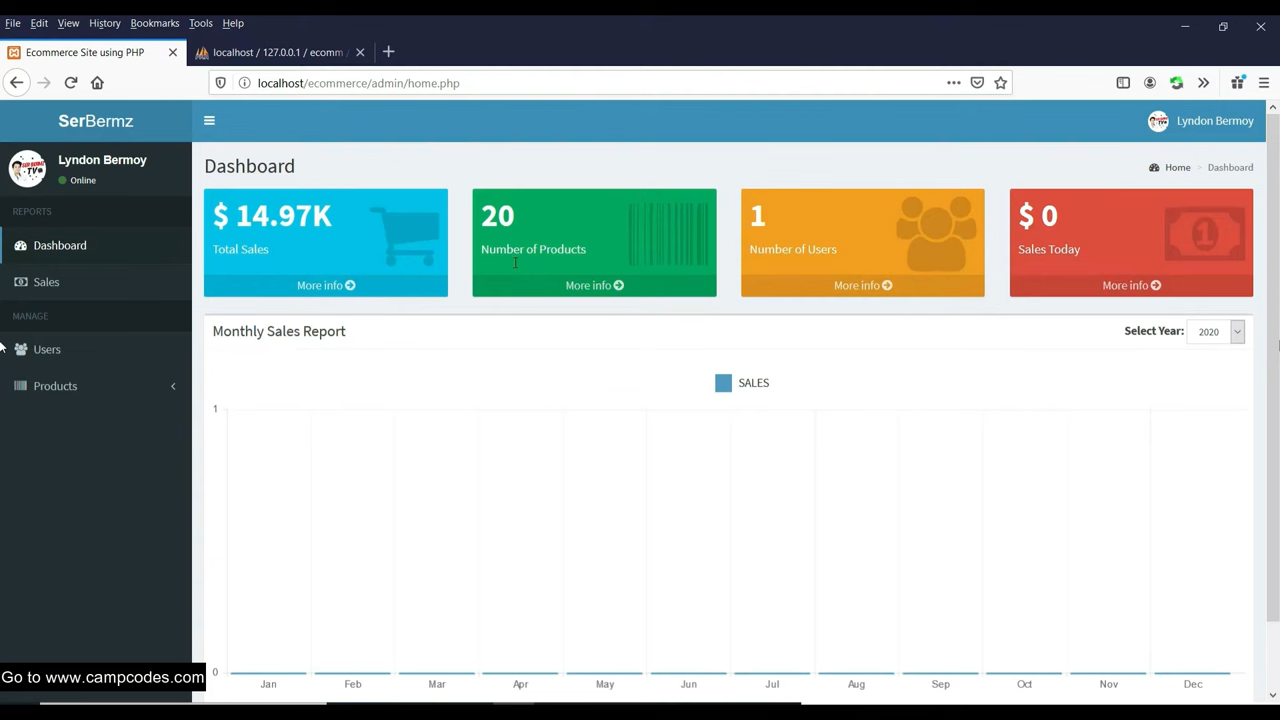 File Edit View History Bookmarks Tools Help
Ecommerce Site using PHP
localhost / 127.0.0.1 / ecomm
localhost/ecommerce/admin/home.php
SerBermz
Lyndon Bermoy
Lyndon Bermoy
Online
REPORTS
Dashboard
Sales
MANAGE
Users
Products
Dashboard
Home > Dashboard
$ 14.97K
Total Sales
More info
20
Number of Products
More info
1
Number of Users
More info
$ 0
Sales Today
1
More info
Monthly Sales Report
Select Year: 2020
SALES
1
0
Jan Feb Mar Apr May Jun Jul Aug Sep Oct Nov Dec
Go to www.campcodes.com